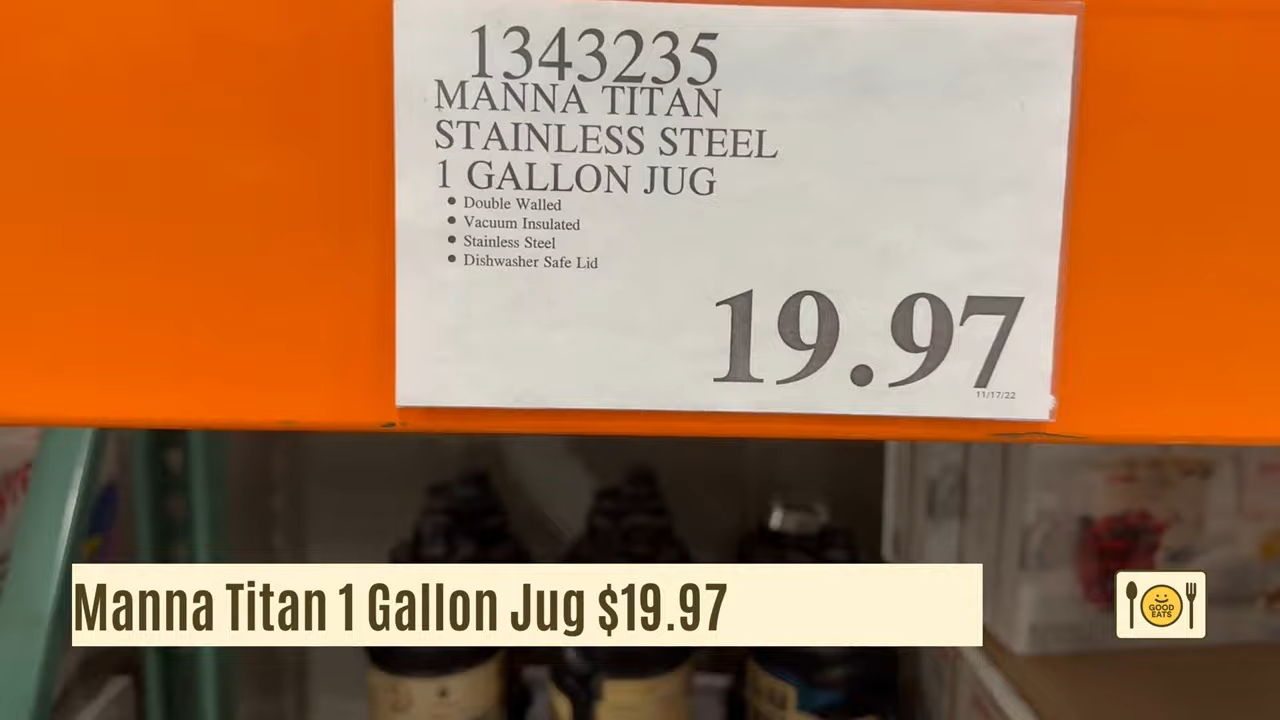 1343235
MANNA TITAN
STAINLESS STEEL
1 GALLON JUG
• Double Walled
• Vacuum Insulated
• Stainless Steel
• Dishwasher Safe Lid
19.97
11/17/22
Manna Titan 1 Gallon Jug $19.97
GOOD
EATS